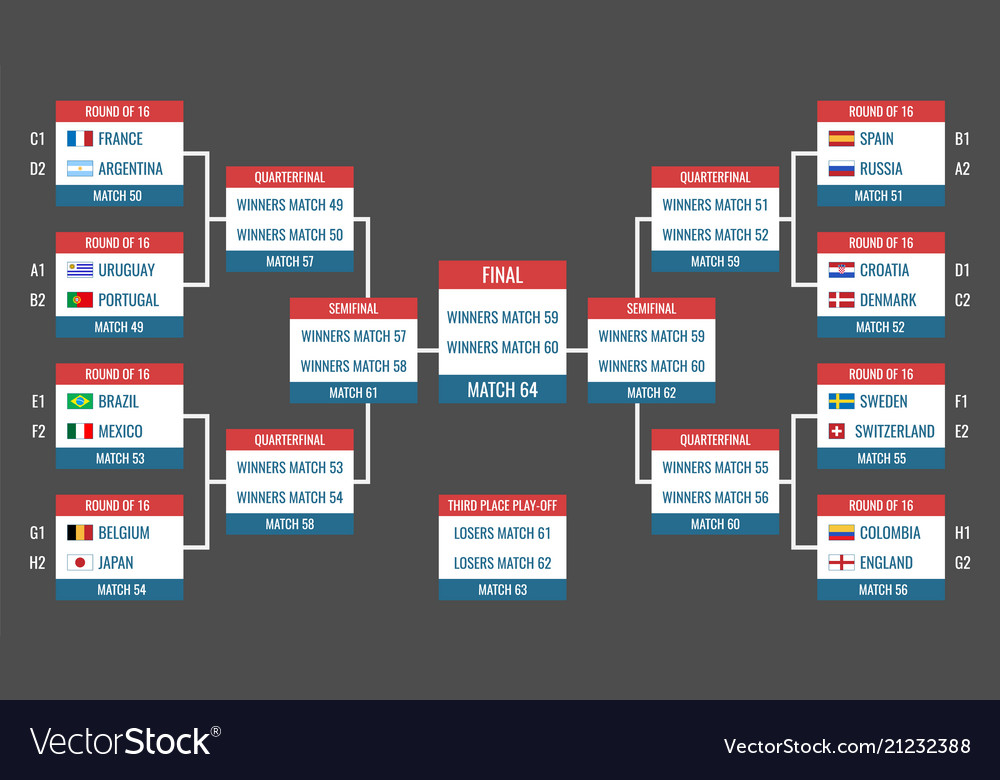 ROUND OF 16
C1 FRANCE
D2 ARGENTINA
MATCH 50
ROUND OF 16
A1 URUGUAY
B2 PORTUGAL
MATCH 49
ROUND OF 16
E1 BRAZIL
F2 MEXICO
MATCH 53
ROUND OF 16
G1 BELGIUM
H2 JAPAN
MATCH 54
QUARTERFINAL
WINNERS MATCH 49
WINNERS MATCH 50
MATCH 57
QUARTERFINAL
WINNERS MATCH 53
WINNERS MATCH 54
MATCH 58
SEMIFINAL
WINNERS MATCH 57
WINNERS MATCH 58
MATCH 61
FINAL
WINNERS MATCH 59
WINNERS MATCH 60
MATCH 64
THIRD PLACE PLAY-OFF
LOSERS MATCH 61
LOSERS MATCH 62
MATCH 63
SEMIFINAL
WINNERS MATCH 59
WINNERS MATCH 60
MATCH 62
QUARTERFINAL
WINNERS MATCH 51
WINNERS MATCH 52
MATCH 59
QUARTERFINAL
WINNERS MATCH 55
WINNERS MATCH 56
MATCH 60
ROUND OF 16
SPAIN B1
RUSSIA A2
MATCH 51
ROUND OF 16
CROATIA D1
DENMARK C2
MATCH 52
ROUND OF 16
SWEDEN F1
SWITZERLAND E2
MATCH 55
ROUND OF 16
COLOMBIA H1
ENGLAND G2
MATCH 56
VectorStock®
VectorStock.com/21232388